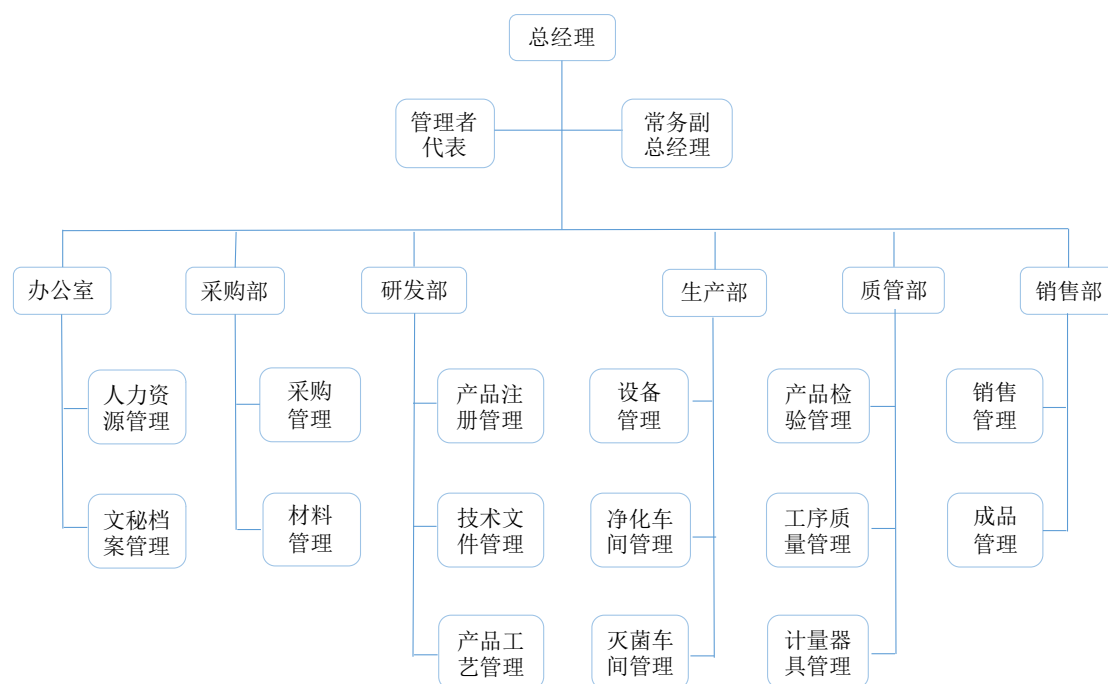 总经理
管理者
代表
常务副
总经理
办公室
采购部
研发部
生产部
质管部
销售部
人力资
源管理
采购
管理
产品注
册管理
设备
管理
产品检
验管理
销售
管理
文秘档
案管理
材料
管理
技术文
件管理
净化车
间管理
工序质
量管理
成品
管理
产品工
艺管理
灭菌车
间管理
计量器
具管理